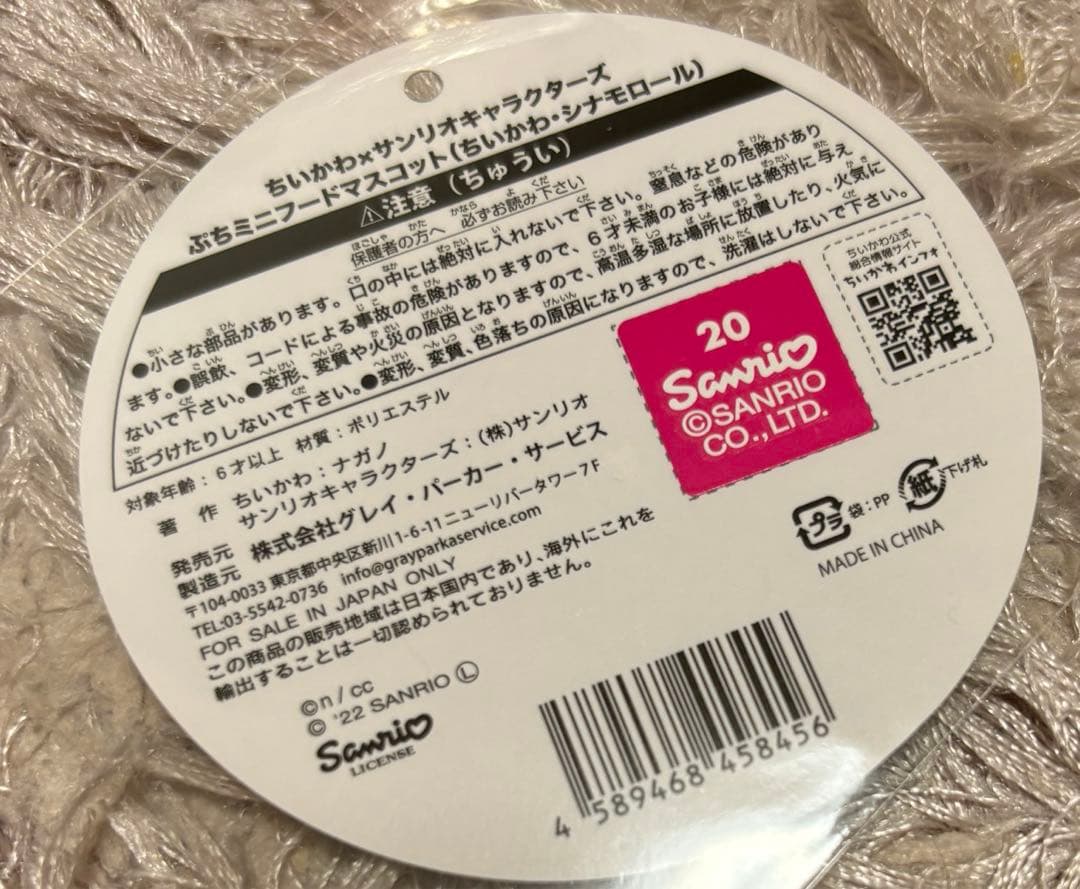 ちいかわ×サンリオキャラクターズ
ぷちミニフードマスコット(ちいかわ・シナモロール)
⚠注意(ちゅうい)
保護者の方へ 必ずお読み下さい
●小さな部品があります。口の中には絶対に入れないで下さい。窒息などの危険があり
ます。●誤飲、コードによる事故の危険がありますので、6才未満のお子様には絶対に与え
ないで下さい。●変形、変質や火災の原因となりますので、高温多湿な場所に放置したり、火気に
近づけたりしないで下さい。●変形、変質、色落ちの原因になりますので、洗濯はしないで下さい。
対象年齢:6才以上 材質:ポリエステル
著 作 ちいかわ:ナガノ
サンリオキャラクターズ:(株)サンリオ
発売元
製造元 株式会社グレイ・パーカー・サービス
〒104-0033 東京都中央区新川1-6-11ニューリバータワー7F
TEL:03-5542-0736 info@grayparkaservice.com
FOR SALE IN JAPAN ONLY
この商品の販売地域は日本国内であり、海外にこれを
輸出することは一切認められておりません。
©n / cc
© '22 SANRIO Ⓛ
Sanrio
LICENSE
20
Sanrio
©SANRIO
CO.,LTD.
ちいかわ公式
総合情報サイト
ちいかわインフォ
プラ 袋:PP 紙 下げ札
MADE IN CHINA
4 589468 458456